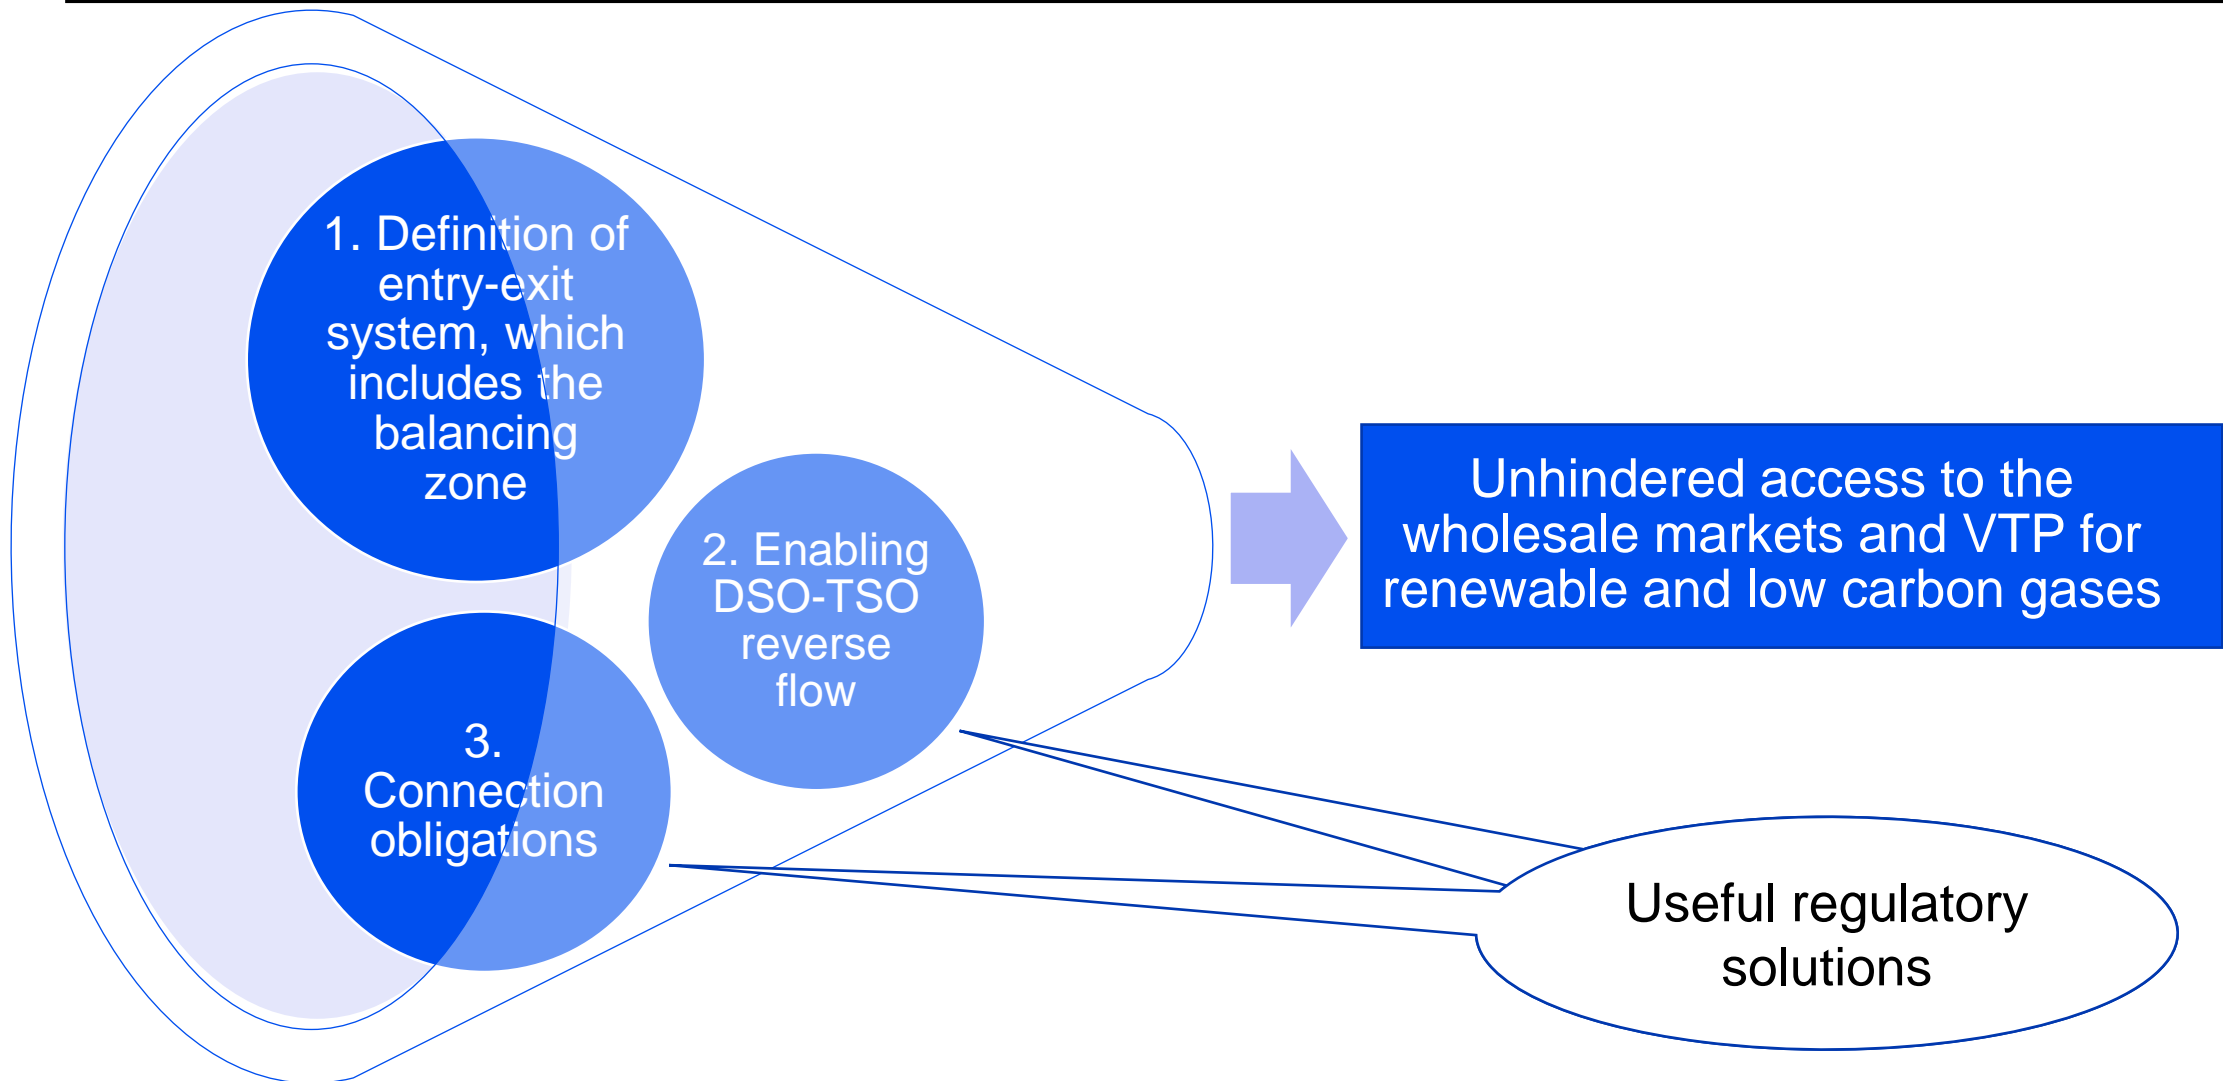 1. Definition of
entry-exit
system, which
includes the
balancing
zone
2. Enabling
DSO-TSO
reverse
flow
3.
Connection
obligations
Unhindered access to the
wholesale markets and VTP for
renewable and low carbon gases
Useful regulatory
solutions